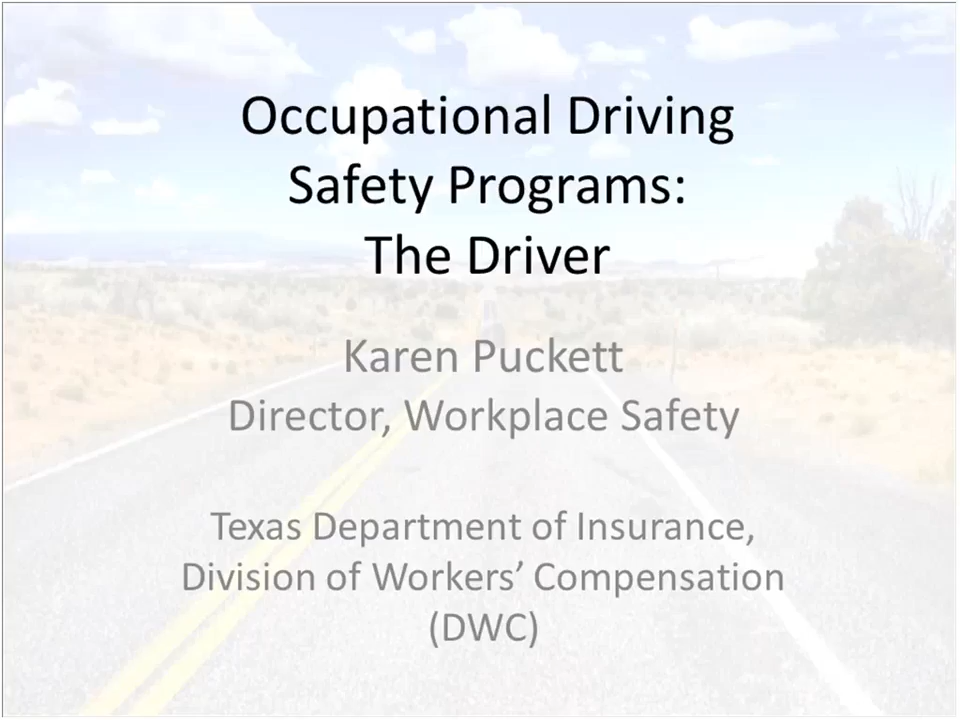 Occupational Driving
Safety Programs:
The Driver
Karen Puckett
Director, Workplace Safety
Texas Department of Insurance,
Division of Workers’ Compensation
(DWC)